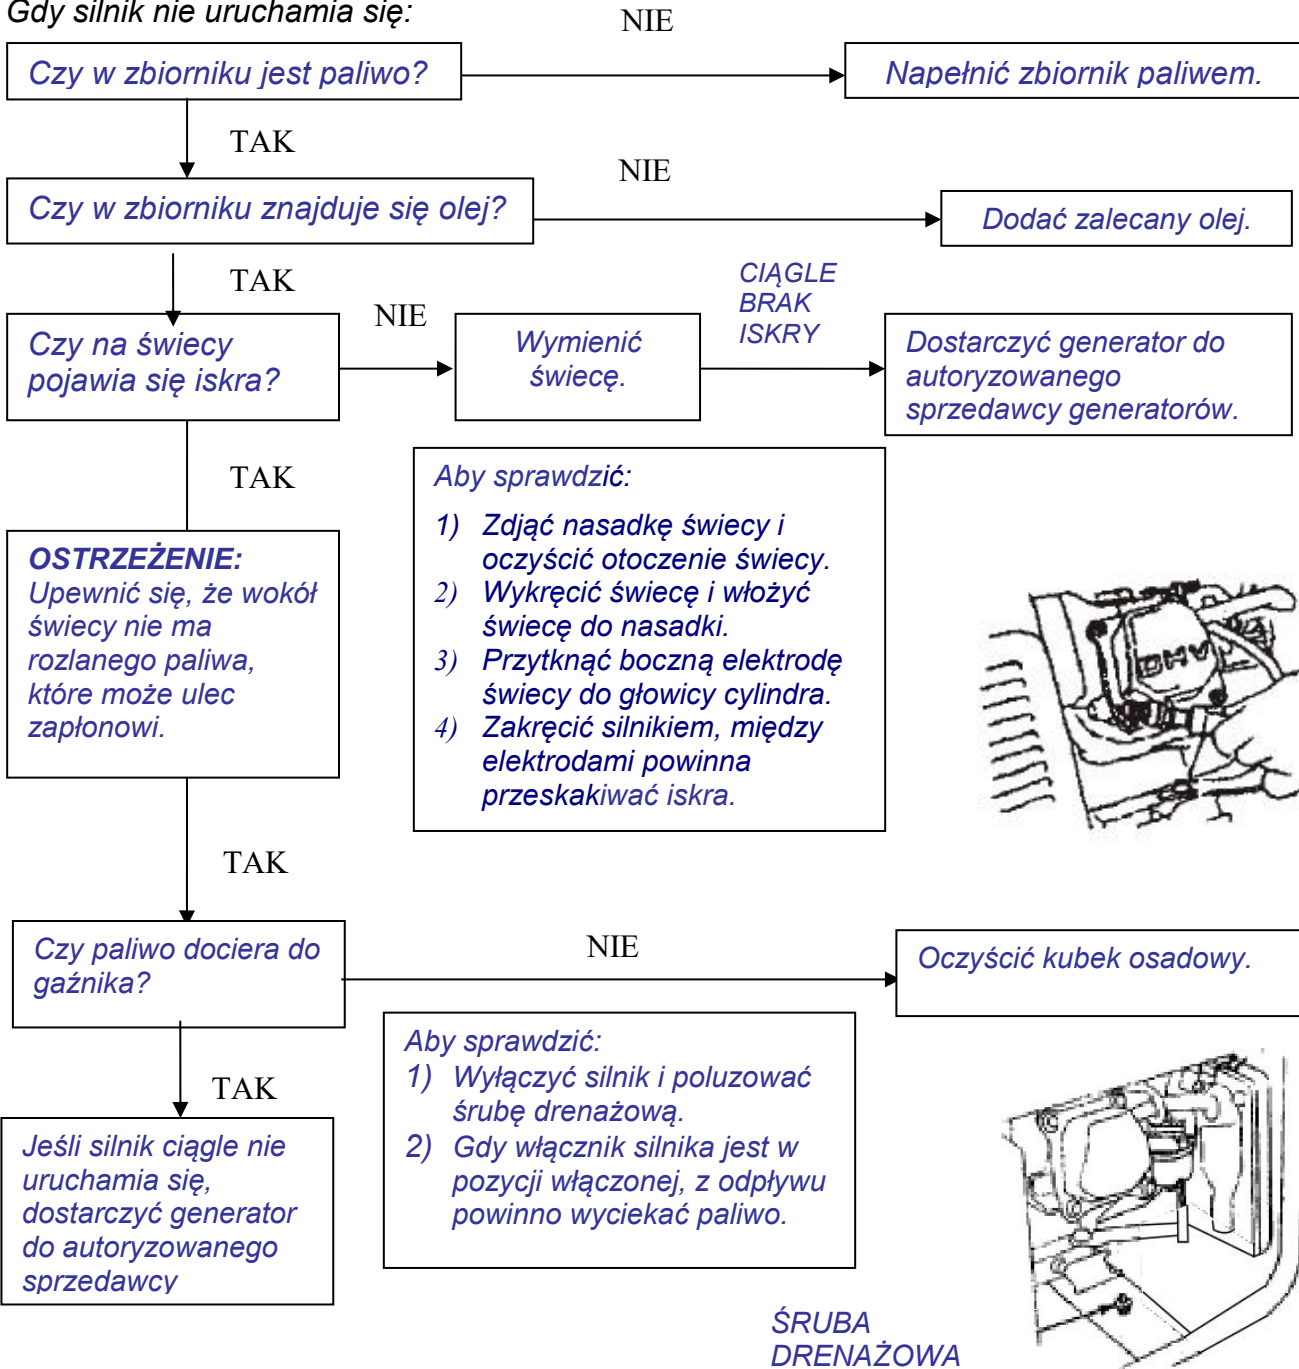 Gdy silnik nie uruchamia się:
NIE
Czy w zbiorniku jest paliwo?
Napełnić zbiornik paliwem.
TAK
NIE
Czy w zbiorniku znajduje się olej?
Dodać zalecany olej.
TAK
NIE
CIĄGLE
BRAK
ISKRY
Czy na świecy
pojawia się iskra?
Wymienić
świecę.
Dostarczyć generator do
autoryzowanego
sprzedawcy generatorów.
TAK
Aby sprawdzić:
1) Zdjąć nasadkę świecy i
oczyścić otoczenie świecy.
2) Wykręcić świecę i włożyć
świecę do nasadki.
3) Przytknąć boczną elektrodę
świecy do głowicy cylindra.
4) Zakręcić silnikiem, między
elektrodami powinna
przeskakiwać iskra.
OSTRZEŻENIE:
Upewnić się, że wokół
świecy nie ma
rozlanego paliwa,
które może ulec
zapłonowi.
OHV
TAK
Czy paliwo dociera do
gaźnika?
NIE
Oczyścić kubek osadowy.
TAK
Aby sprawdzić:
1) Wyłączyć silnik i poluzować
śrubę drenażową.
2) Gdy włącznik silnika jest w
pozycji włączonej, z odpływu
powinno wyciekać paliwo.
Jeśli silnik ciągle nie
uruchamia się,
dostarczyć generator
do autoryzowanego
sprzedawcy
ŚRUBA
DRENAŻOWA